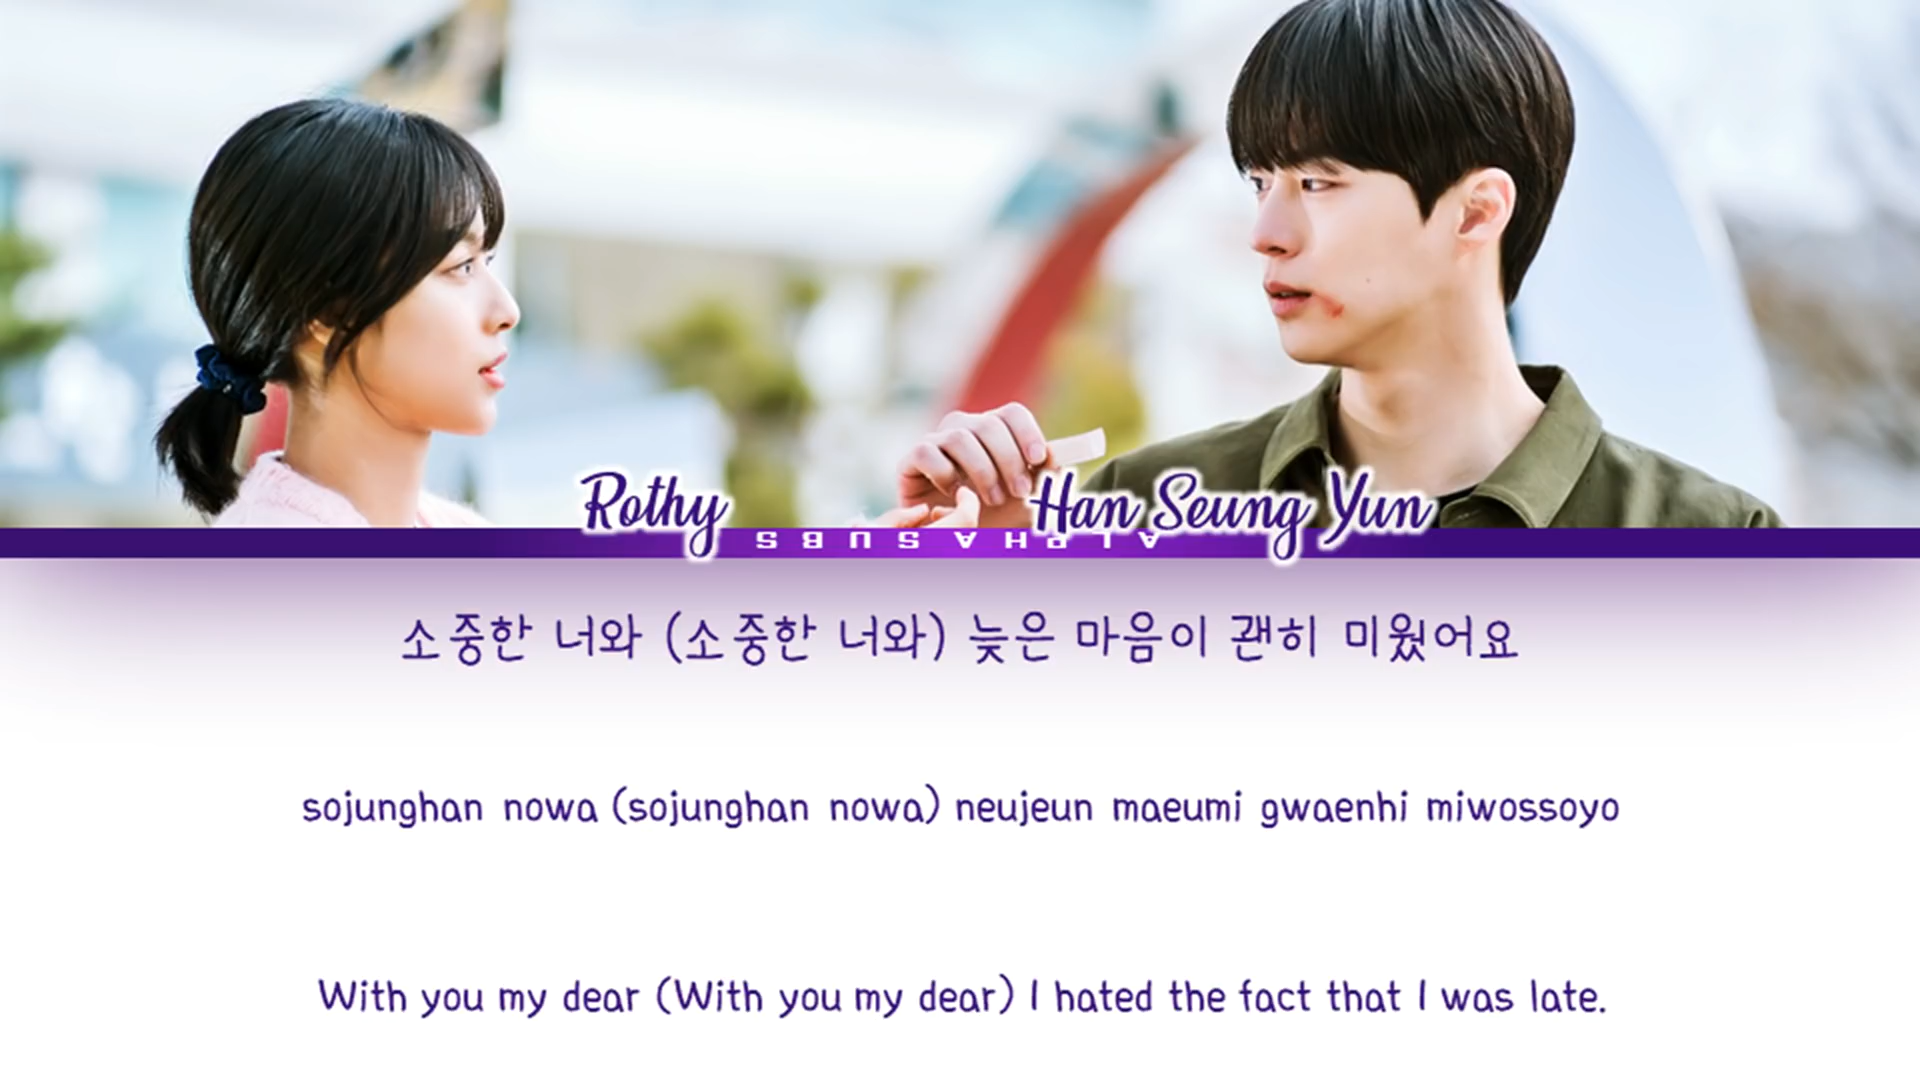 Rothy Han Seung Yun
ALPHASUBS
소중한 너와 (소중한 너와) 늦은 마음이 괜히 미웠어요
sojunghan nowa (sojunghan nowa) neujeun maeumi gwaenhi miwossoyo
With you my dear (With you my dear) I hated the fact that I was late.